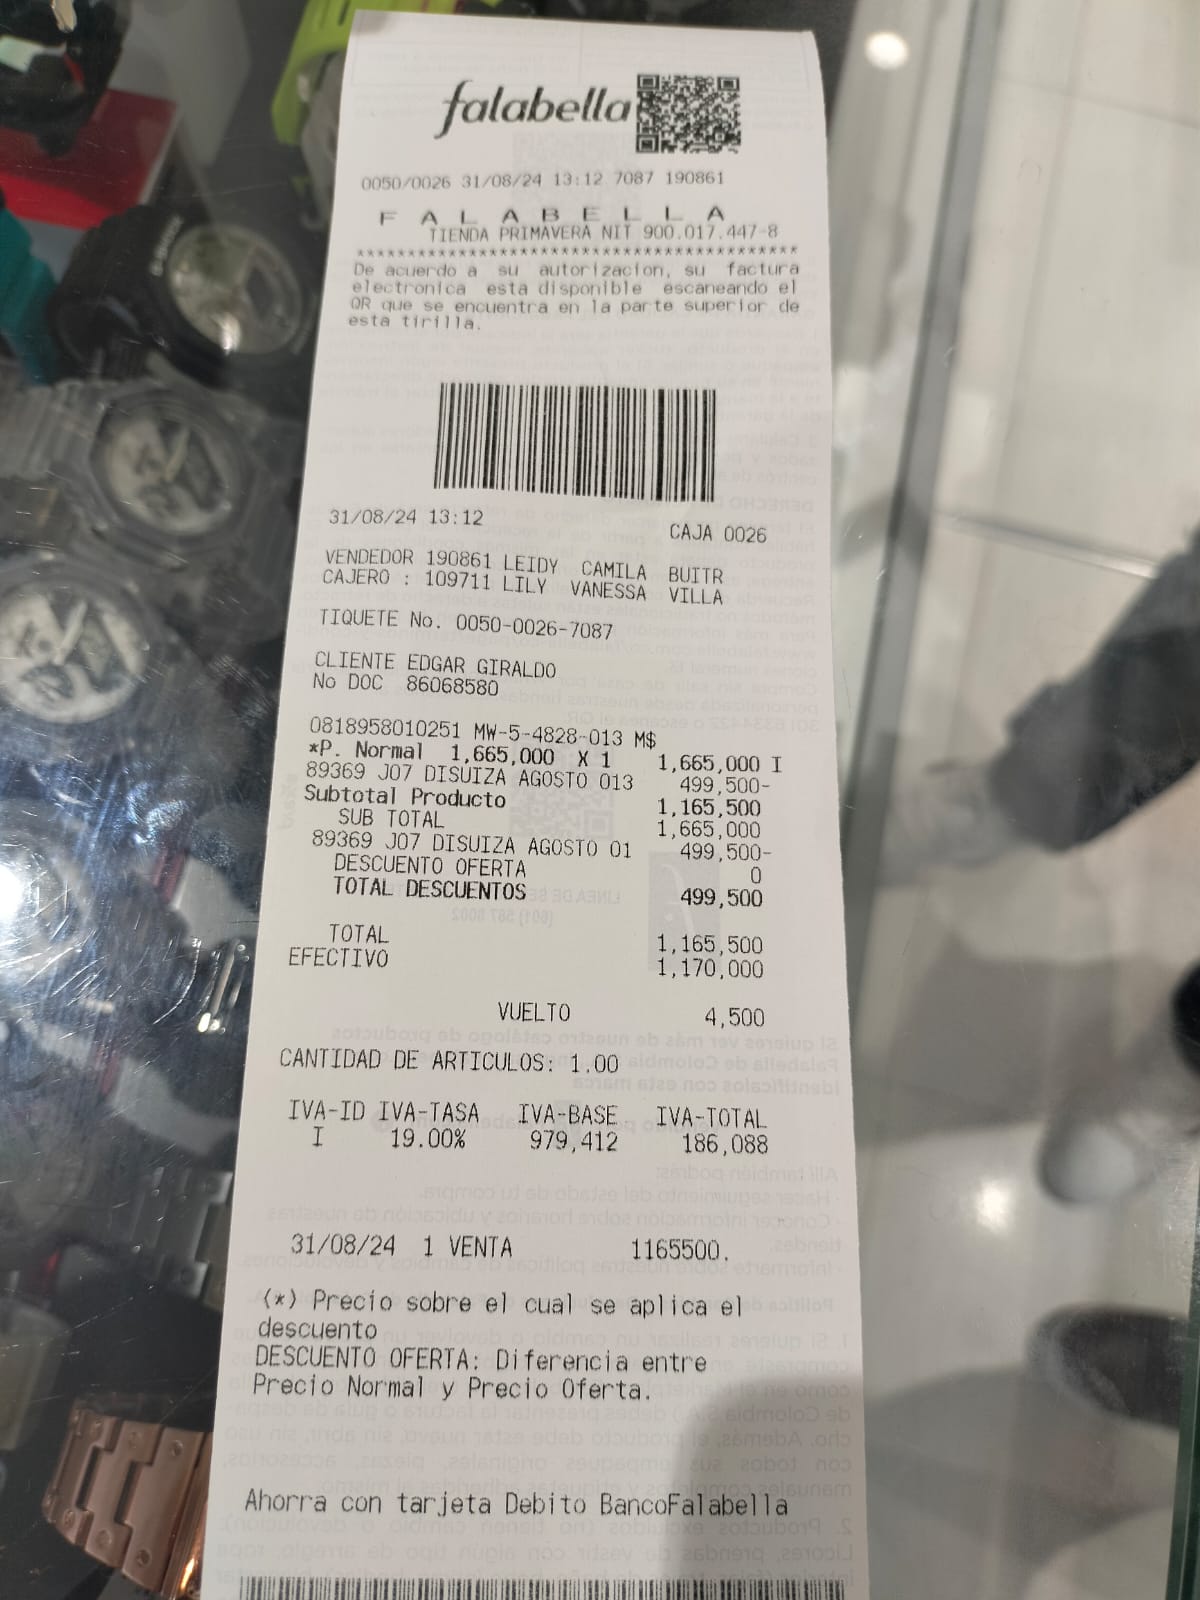 falabella
0050/0026 31/08/24 13:12 7087 190861
F A L A B E L L A
TIENDA PRIMAVERA NIT 900.017.447-8
****************************************
De acuerdo a su autorizacion, su factura
electronica esta disponible escaneando el
QR que se encuentra en la parte superior de
esta tirilla.
31/08/24 13:12
CAJA 0026
VENDEDOR 190861 LEIDY CAMILA BUITR
CAJERO : 109711 LILY VANESSA VILLA
TIQUETE No. 0050-0026-7087
CLIENTE EDGAR GIRALDO
No DOC 86068580
0818958010251 MW-5-4828-013 M$
*P. Normal 1,665,000 X 1 1,665,000 I
89369 J07 DISUIZA AGOSTO 013 499,500-
Subtotal Producto 1,165,500
SUB TOTAL 1,665,000
89369 J07 DISUIZA AGOSTO 01 499,500-
DESCUENTO OFERTA 0
TOTAL DESCUENTOS 499,500
TOTAL 1,165,500
EFECTIVO 1,170,000
VUELTO 4,500
CANTIDAD DE ARTICULOS: 1.00
IVA-ID IVA-TASA IVA-BASE IVA-TOTAL
I 19.00% 979,412 186,088
31/08/24 1 VENTA 1165500.
(*) Precio sobre el cual se aplica el
descuento
DESCUENTO OFERTA: Diferencia entre
Precio Normal y Precio Oferta.
Ahorra con tarjeta Debito BancoFalabella